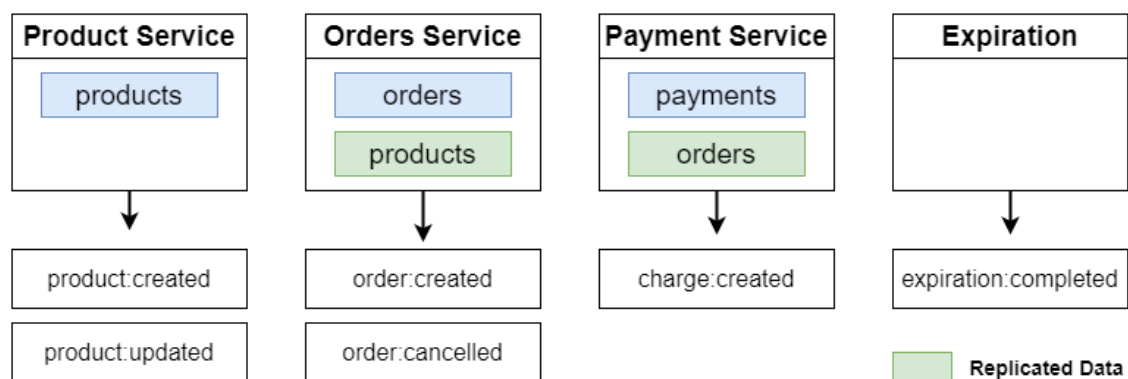 Product Service
products
product:created
product:updated
Orders Service
orders
products
order:created
order:cancelled
Payment Service
payments
orders
charge:created
Expiration
expiration:completed
Replicated Data